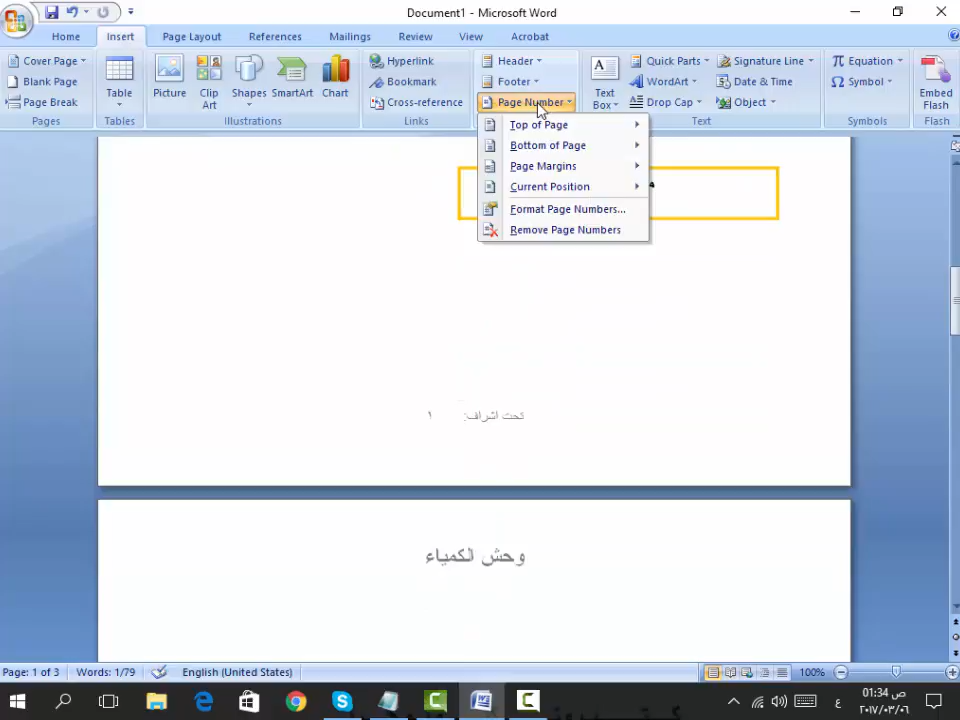 Document1 - Microsoft Word
Home Insert Page Layout References Mailings Review View Acrobat
Cover Page
Blank Page
Page Break
Pages
Table
Tables
Picture
Clip Art
Shapes
SmartArt
Chart
Illustrations
Hyperlink
Bookmark
Cross-reference
Links
Header
Footer
Page Number
Top of Page
Bottom of Page
Page Margins
Current Position
Format Page Numbers...
Remove Page Numbers
A
Text Box
Quick Parts
WordArt
Drop Cap
Signature Line
Date & Time
Object
Text
π Equation
Ω Symbol
Symbols
Embed Flash
Flash
تحت اشراف: ١
وحش الكمياء
Page: 1 of 3 Words: 1/79 English (United States) 100%
ع
01:34 ص
٢٠١٧/٠٣/٠٦